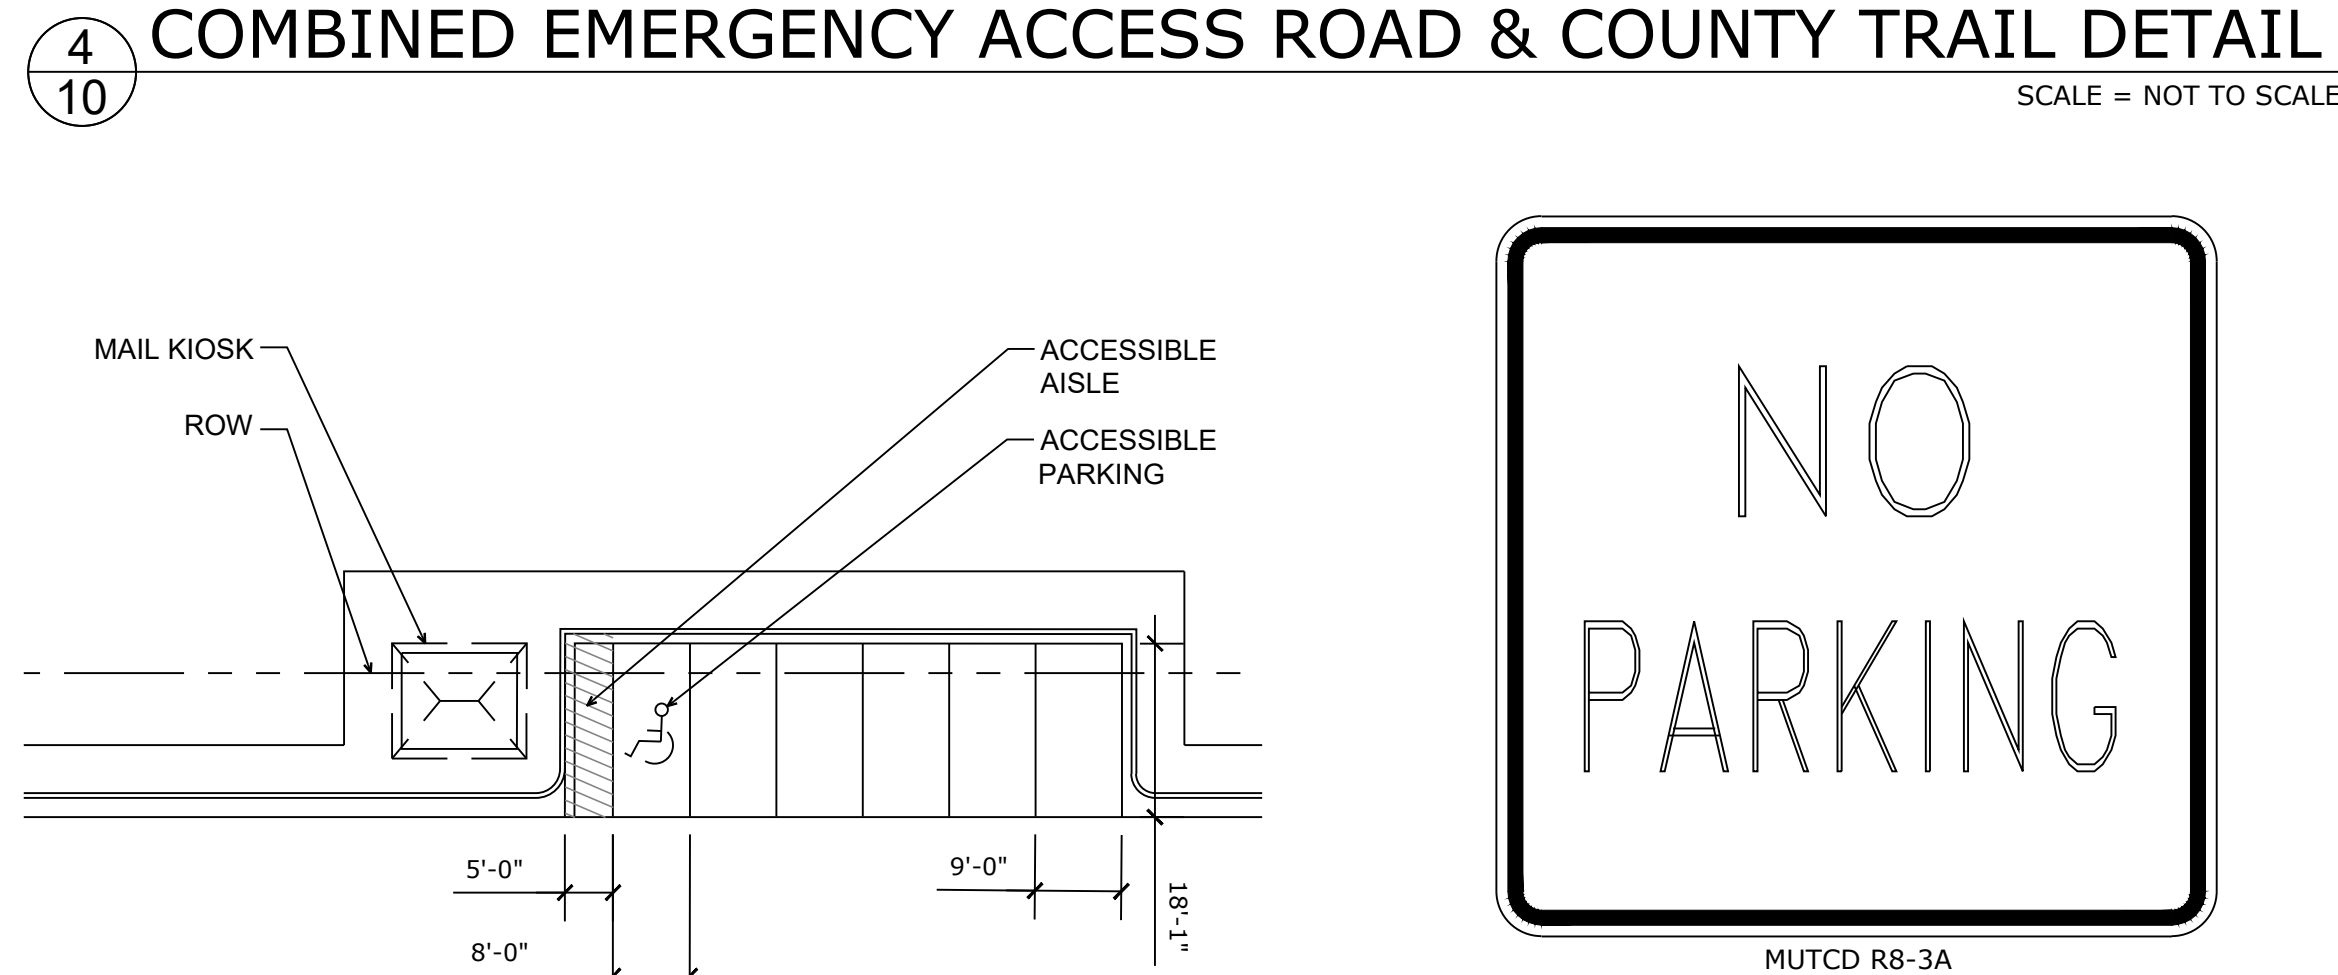 4
10
COMBINED EMERGENCY ACCESS ROAD & COUNTY TRAIL DETAIL
SCALE = NOT TO SCALE
MAIL KIOSK
ROW
ACCESSIBLE
AISLE
ACCESSIBLE
PARKING
5'-0"
8'-0"
9'-0"
18'-1"
NO
PARKING
MUTCD R8-3A